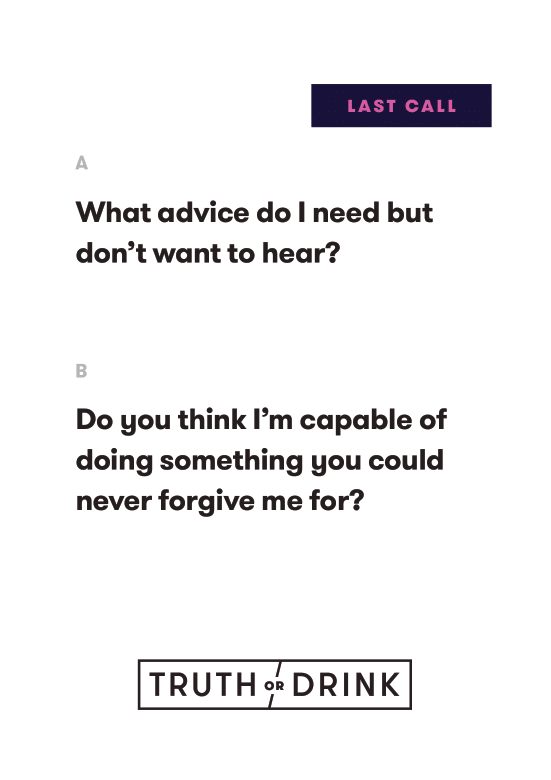 LAST CALL
A
What advice do I need but
don’t want to hear?
B
Do you think I’m capable of
doing something you could
never forgive me for?
TRUTH OR DRINK